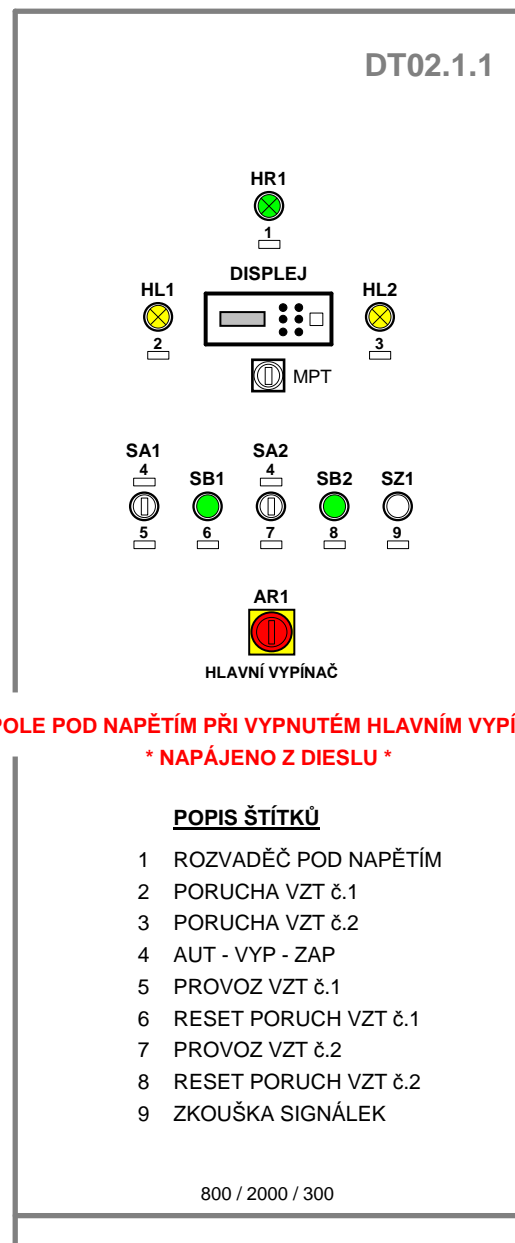 DT02.1.1
HR1
1
DISPLEJ
HL1
HL2
2
3
MPT
SA1
SA2
4
4
SB1
SB2
SZ1
5
6
7
8
9
AR1
HLAVNÍ VYPÍNAČ
POLE POD NAPĚTÍM PŘI VYPNUTÉM HLAVNÍM
* NAPÁJENO Z DIESLU *
POPIS ŠTÍTKŮ
1 ROZVADĚČ POD NAPĚTÍM
2 PORUCHA VZT č.1
3 PORUCHA VZT č.2
4 AUT - VYP - ZAP
5 PROVOZ VZT č.1
6 RESET PORUCH VZT č.1
7 PROVOZ VZT č.2
8 RESET PORUCH VZT č.2
9 ZKOUŠKA SIGNÁLEK
800 / 2000 / 300